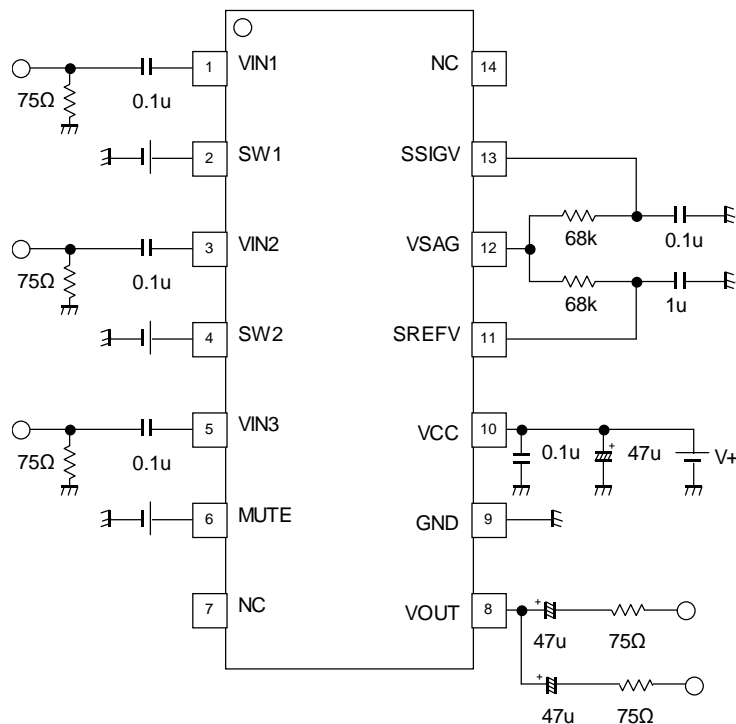 1 VIN1
NC 14
75Ω
0.1u
2 SW1
SSIGV 13
3 VIN2
VSAG 12
68k
0.1u
75Ω
0.1u
68k
1u
4 SW2
SREFV 11
5 VIN3
VCC 10
75Ω
0.1u
0.1u
+
47u
V+
6 MUTE
GND 9
7 NC
VOUT 8
+
47u
75Ω
+
47u
75Ω